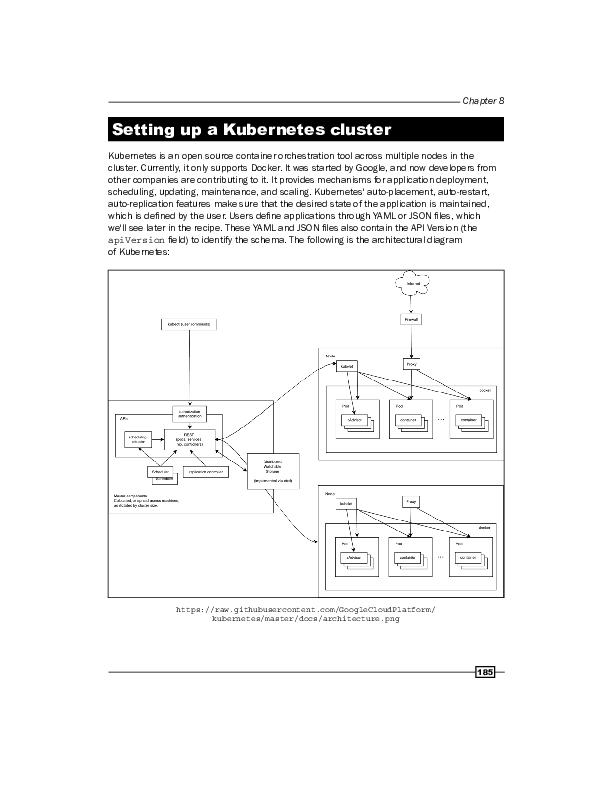 Chapter 8
Setting up a Kubernetes cluster
Kubernetes is an open source container orchestration tool across multiple nodes in the
cluster. Currently, it only supports Docker. It was started by Google, and now developers from
other companies are contributing to it. It provides mechanisms for application deployment,
scheduling, updating, maintenance, and scaling. Kubernetes' auto-placement, auto-restart,
auto-replication features make sure that the desired state of the application is maintained,
which is defined by the user. Users define applications through YAML or JSON files, which
we'll see later in the recipe. These YAML and JSON files also contain the API Version (the
apiVersion field) to identify the schema. The following is the architectural diagram
of Kubernetes:
Internet
kubectl (user commands)
Firewall
Node
kubelet
Proxy
docker
Pod
Pod
Pod
cAdvisor
container
container
...
authorization
authentication
APIs
REST
(pods, services,
rep. controllers)
scheduling
actuator
Scheduler
Scheduler
replication controller
Distributed
Watchable
Storage
(implemented via etcd)
Master components
Colocated, or spread across machines,
as dictated by cluster size.
Node
kubelet
Proxy
docker
Pod
Pod
Pod
cAdvisor
container
container
...
https://raw.githubusercontent.com/GoogleCloudPlatform/
kubernetes/master/docs/architecture.png
185